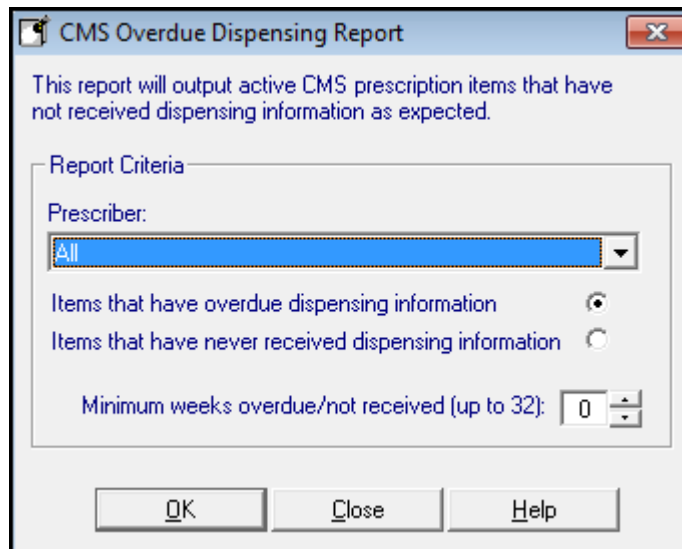 CMS Overdue Dispensing Report
This report will output active CMS prescription items that have
not received dispensing information as expected.
Report Criteria
Prescriber:
All
Items that have overdue dispensing information
Items that have never received dispensing information
Minimum weeks overdue/not received (up to 32): 0
OK Close Help